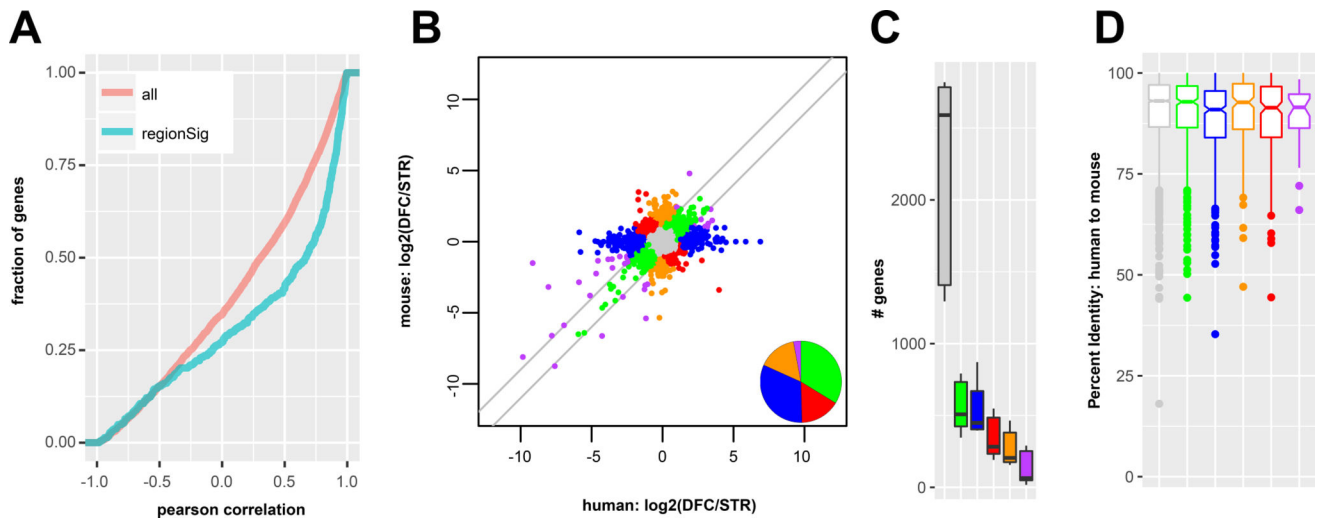 A
1.00
0.75
0.50
0.25
0.00
fraction of genes
all
regionSig
-1.0
-0.5
0.0
0.5
1.0
pearson correlation
B
10
5
0
-5
-10
mouse: log2(DFC/STR)
-10
-5
0
5
10
human: log2(DFC/STR)
C
2000
1000
0
# genes
D
100
75
50
25
0
Percent Identity: human to mouse